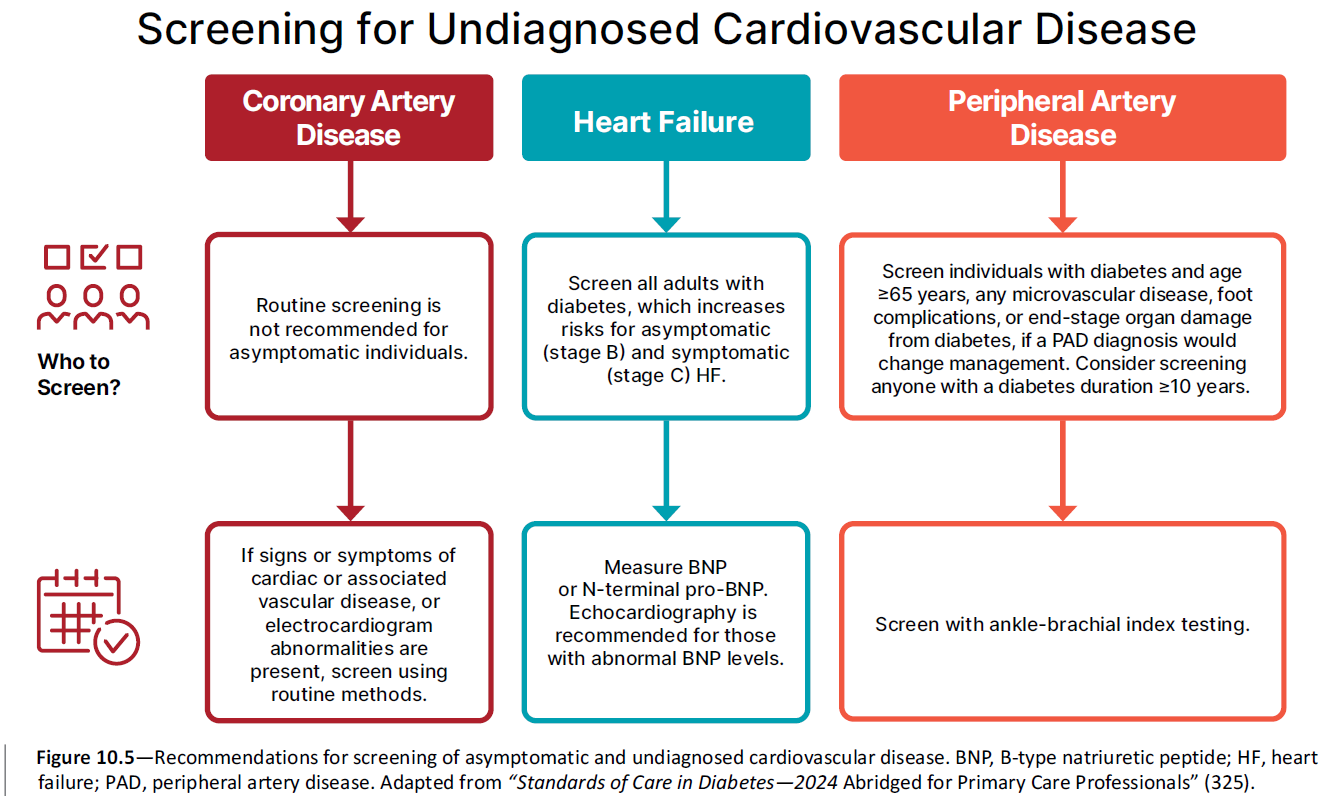 Screening for Undiagnosed Cardiovascular Disease
Coronary Artery
Disease
Heart Failure
Peripheral Artery
Disease
Who to
Screen?
Routine screening is
not recommended for
asymptomatic individuals.
Screen all adults with
diabetes, which increases
risks for asymptomatic
(stage B) and symptomatic
(stage C) HF.
Screen individuals with diabetes and age
≥65 years, any microvascular disease, foot
complications, or end-stage organ damage
from diabetes, if a PAD diagnosis would
change management. Consider screening
anyone with a diabetes duration ≥10 years.
If signs or symptoms of
cardiac or associated
vascular disease, or
electrocardiogram
abnormalities are
present, screen using
routine methods.
Measure BNP
or N-terminal pro-BNP.
Echocardiography is
recommended for those
with abnormal BNP levels.
Screen with ankle-brachial index testing.
Figure 10.5—Recommendations for screening of asymptomatic and undiagnosed cardiovascular disease. BNP, B-type natriuretic peptide; HF, heart
failure; PAD, peripheral artery disease. Adapted from “Standards of Care in Diabetes—2024 Abridged for Primary Care Professionals” (325).